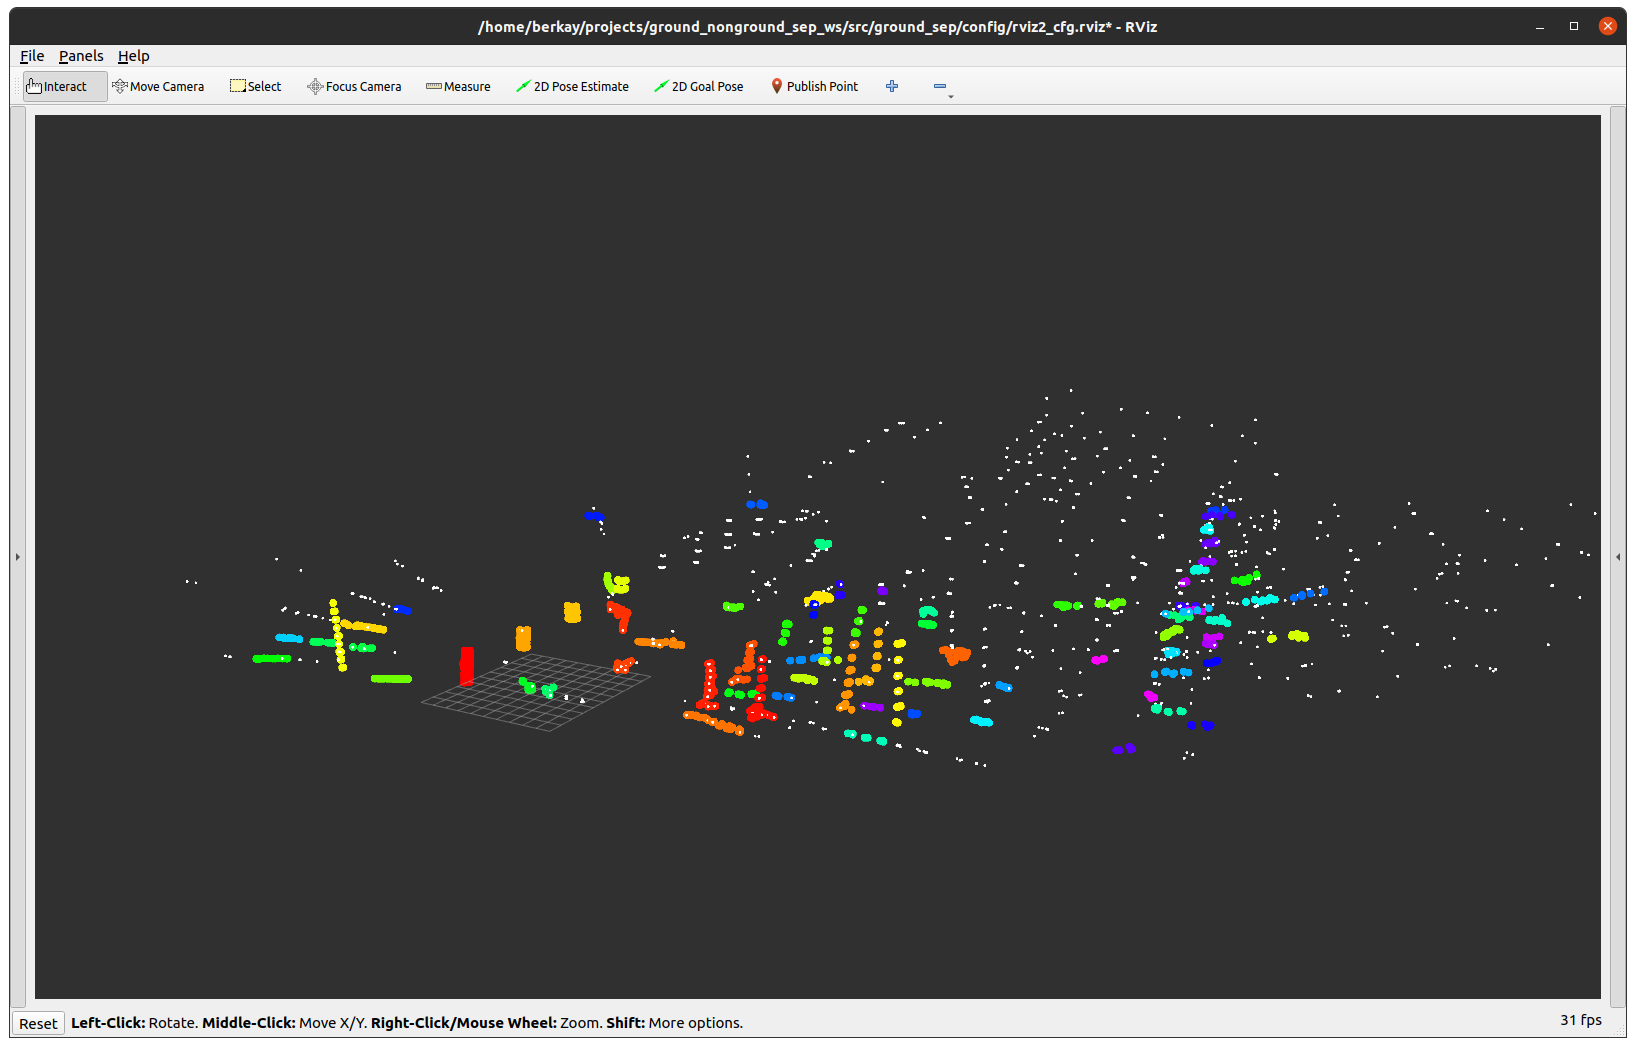 /home/berkay/projects/ground_nonground_sep_ws/src/ground_sep/config/rviz2_cfg.rviz* - RViz
File Panels Help
Interact Move Camera Select Focus Camera Measure 2D Pose Estimate 2D Goal Pose Publish Point
Reset Left-Click: Rotate. Middle-Click: Move X/Y. Right-Click/Mouse Wheel: Zoom. Shift: More options. 31 fps